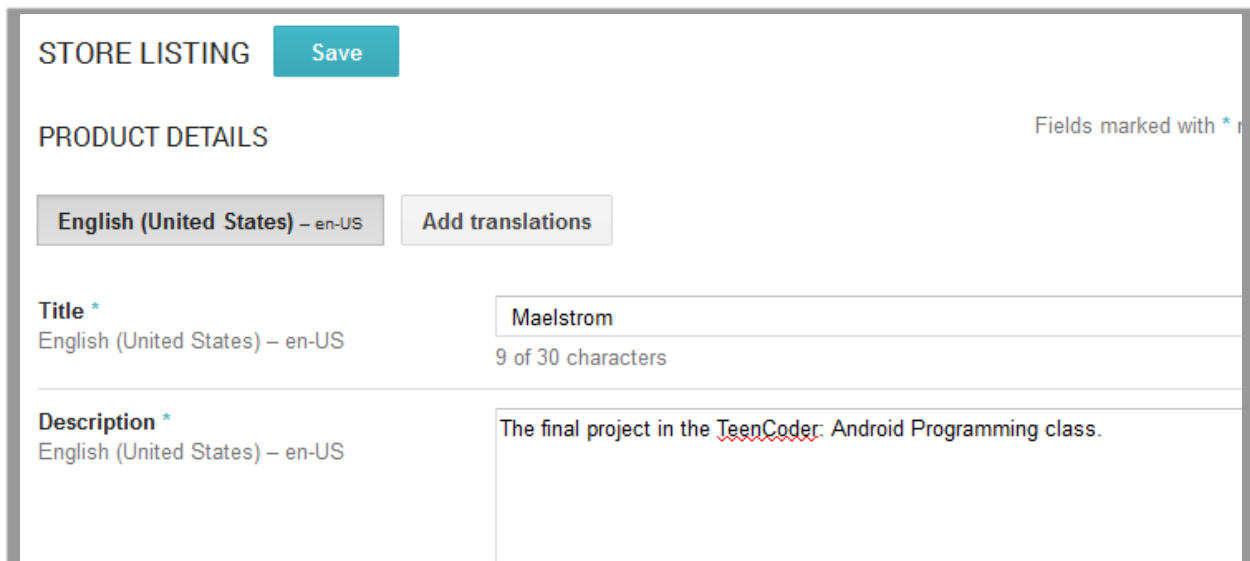 STORE LISTING Save
Fields marked with *
PRODUCT DETAILS
English (United States) – en-US Add translations
Title * Maelstrom
English (United States) – en-US
9 of 30 characters
Description * The final project in the TeenCoder: Android Programming class.
English (United States) – en-US